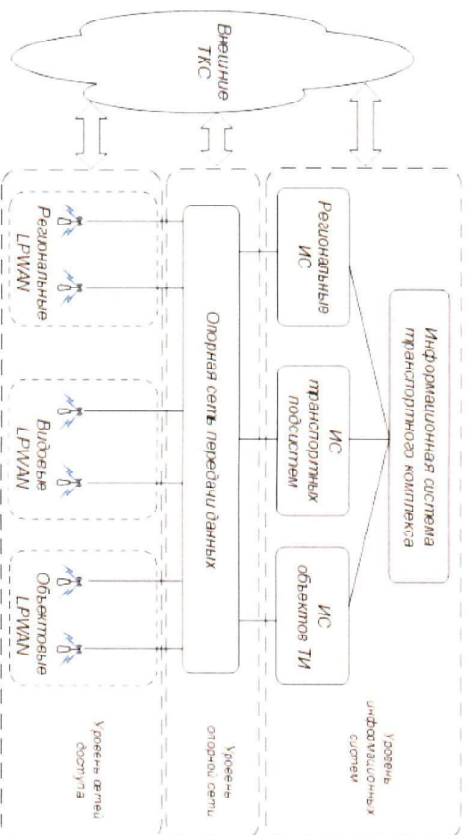 Информационная система
транспортного комплекса
Региональные
ИС
ИС
транспортных
подсистем
ИС
объектов ТИ
Уровень
информационных
систем
Внешние
ТКС
Опорная сеть передачи данных
Уровень
опорной сети
Региональные
LPWAN
Видовые
LPWAN
Объектовые
LPWAN
Уровень сетей
доступа